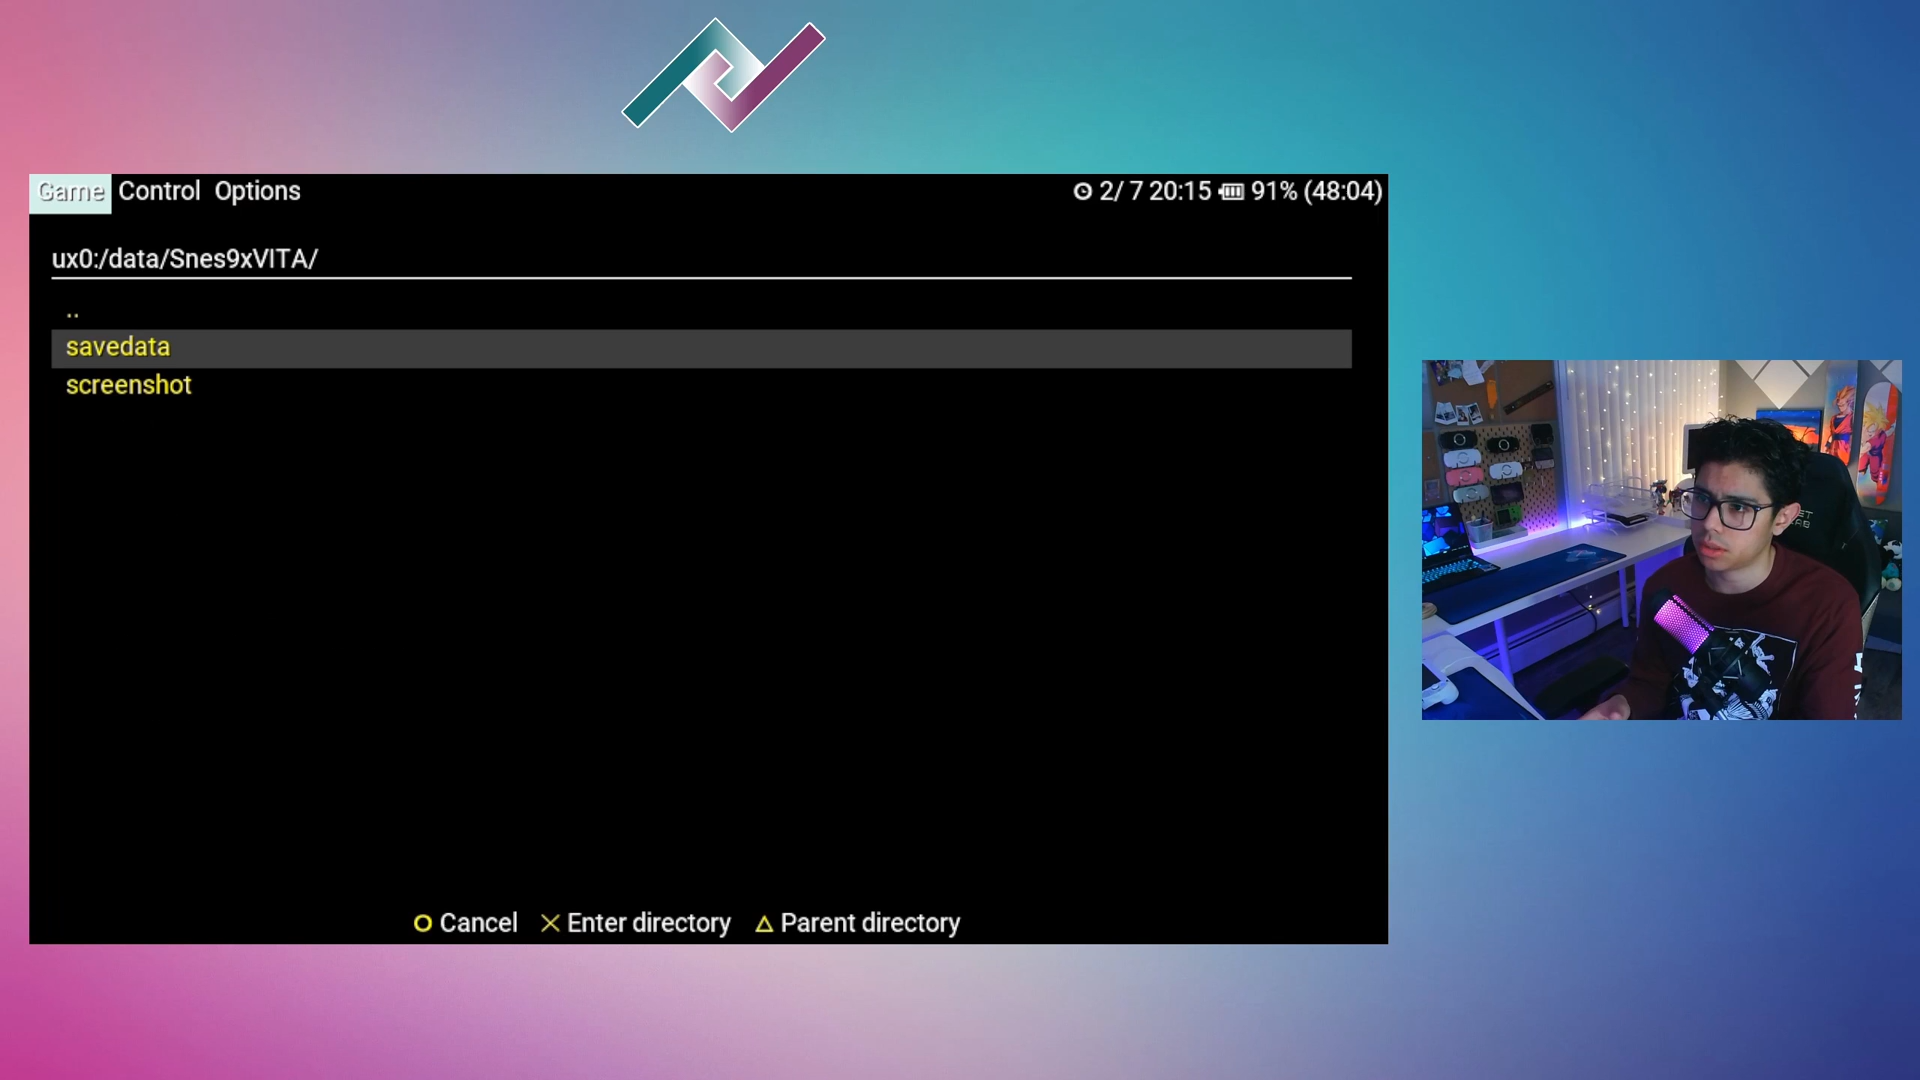 Game Control Options
2/ 7 20:15 91% (48:04)
ux0:/data/Snes9xVITA/
..
savedata
screenshot
Cancel Enter directory Parent directory